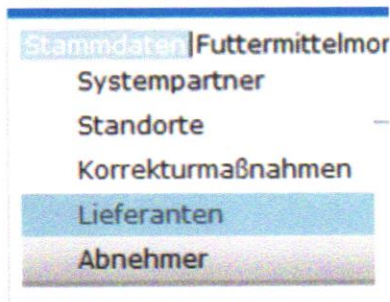 Stammdaten|Futtermittelmor
Systempartner
Standorte
Korrekturmaßnahmen
Lieferanten
Abnehmer